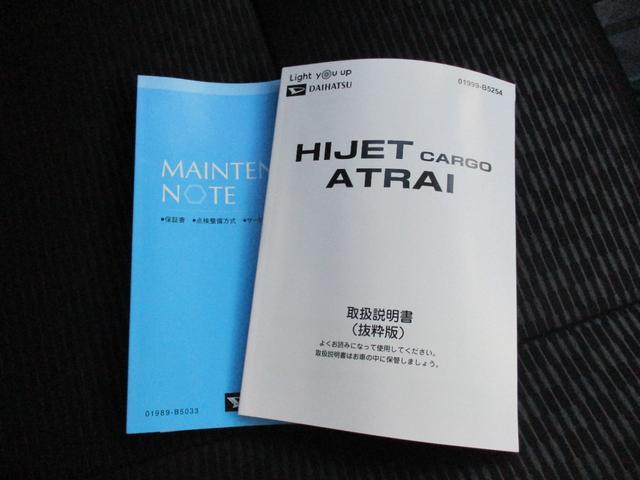 Light you up
DAIHATSU
01999-B5254
HIJET CARGO
ATRAI
取扱説明書
(抜粋版)
よくお読みになって使用してください。
取扱説明書はお車の中に保管しましょう。
MAINTEN
NOTE
●保証書 ●点検整備方式 ●サー
01989-B5033